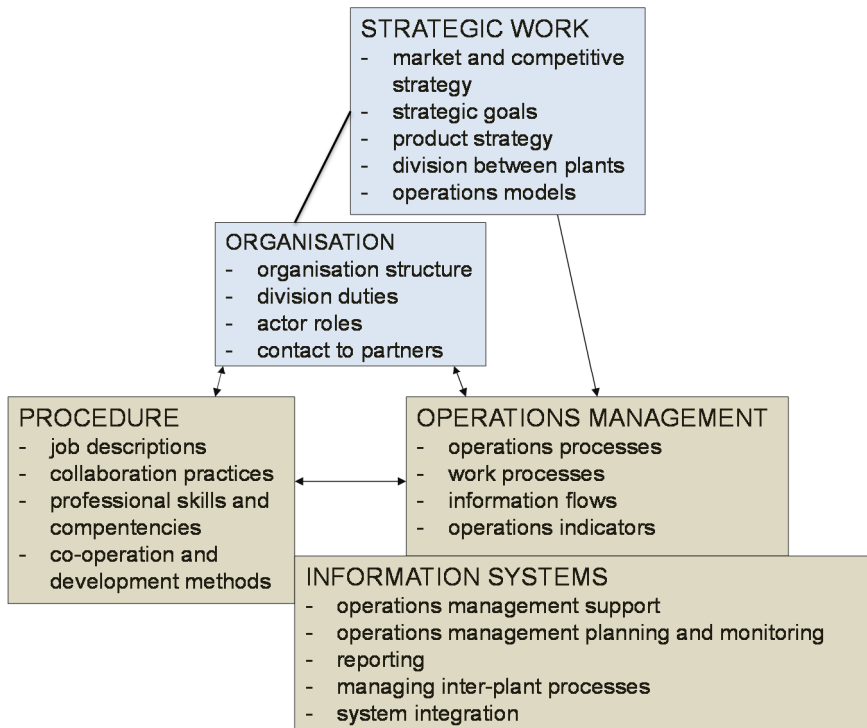 STRATEGIC WORK
- market and competitive
strategy
- strategic goals
- product strategy
- division between plants
- operations models
ORGANISATION
- organisation structure
- division duties
- actor roles
- contact to partners
PROCEDURE
- job descriptions
- collaboration practices
- professional skills and
compentencies
- co-operation and
development methods
OPERATIONS MANAGEMENT
- operations processes
- work processes
- information flows
- operations indicators
INFORMATION SYSTEMS
- operations management support
- operations management planning and monitoring
- reporting
- managing inter-plant processes
- system integration